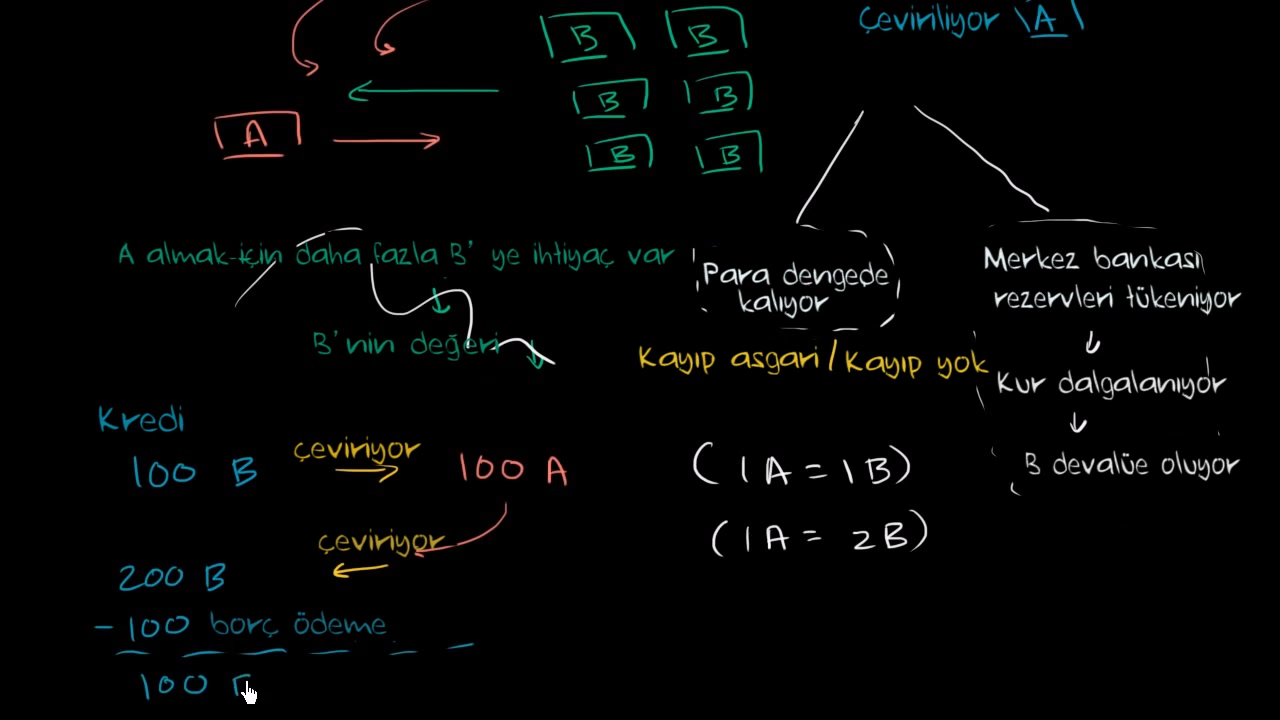 Çeviriliyor A
B B
B B
A
B B
A almak için daha fazla B' ye ihtiyaç var
B'nin değeri
Para dengede
kalıyor
Kayıp asgari / Kayıp yok
Merkez bankası
rezervleri tükeniyor
Kur dalgalanıyor
B devalüe oluyor
Kredi
100 B çeviriyor 100 A
(1A = 1B)
(1A = 2B)
çeviriyor
200 B
- 100 borç ödeme
100